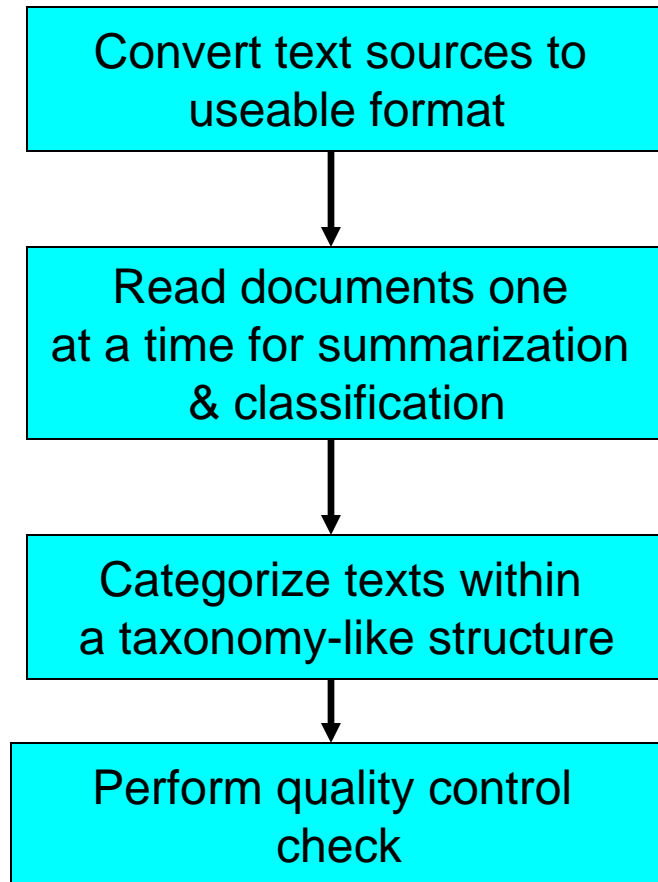 Convert text sources to
useable format
Read documents one
at a time for summarization
& classification
Categorize texts within
a taxonomy-like structure
Perform quality control
check